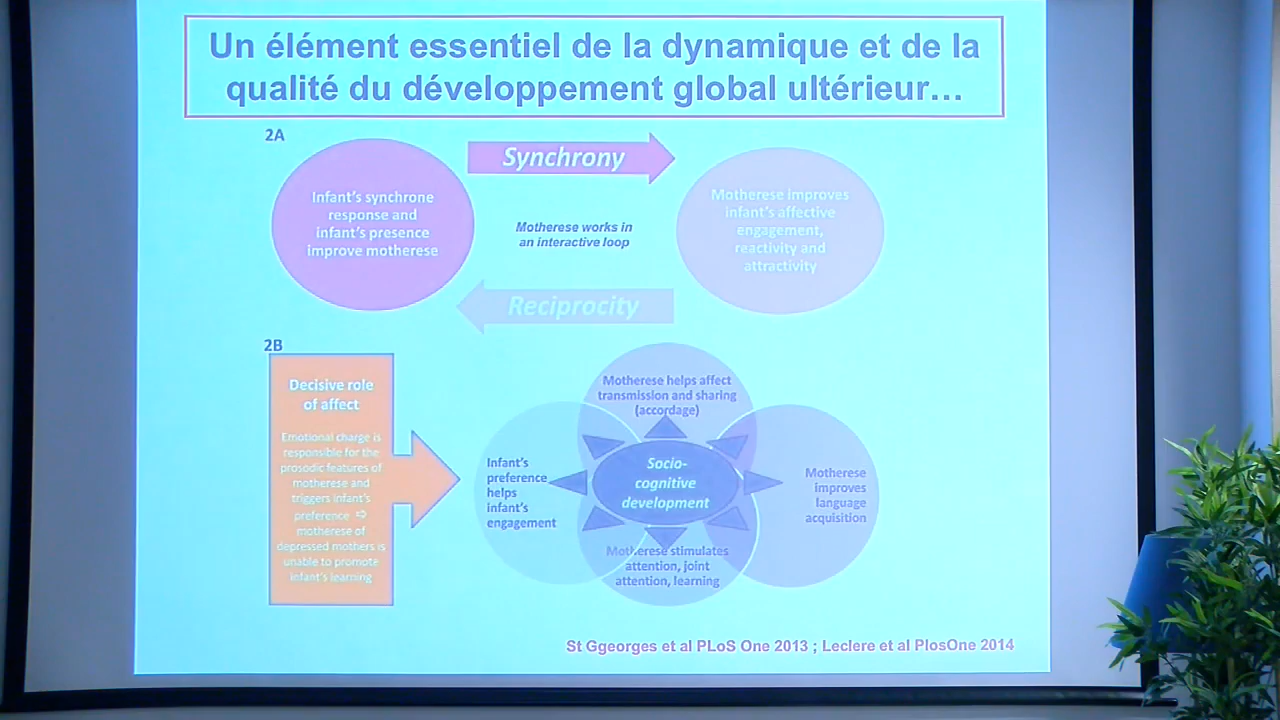 Un élément essentiel de la dynamique et de la
qualité du développement global ultérieur...
2A
Infant's synchrone
response and
infant's presence
improve motherese
Synchrony
Motherese works in
an interactive loop
Reciprocity
Motherese improves
infant's affective
engagement,
reactivity and
attractivity
2B
Decisive role
of affect
Emotional charge is
responsible for the
prosodic features of
motherese and
triggers infant's
preference ⇨
motherese of
depressed mothers is
unable to promote
infant's learning
Motherese helps affect
transmission and sharing
(accordage)
Infant's
preference
helps
infant's
engagement
Socio-
cognitive
development
Motherese
improves
language
acquisition
Motherese stimulates
attention, joint
attention, learning
St Ggeorges et al PLoS One 2013 ; Leclere et al PlosOne 2014